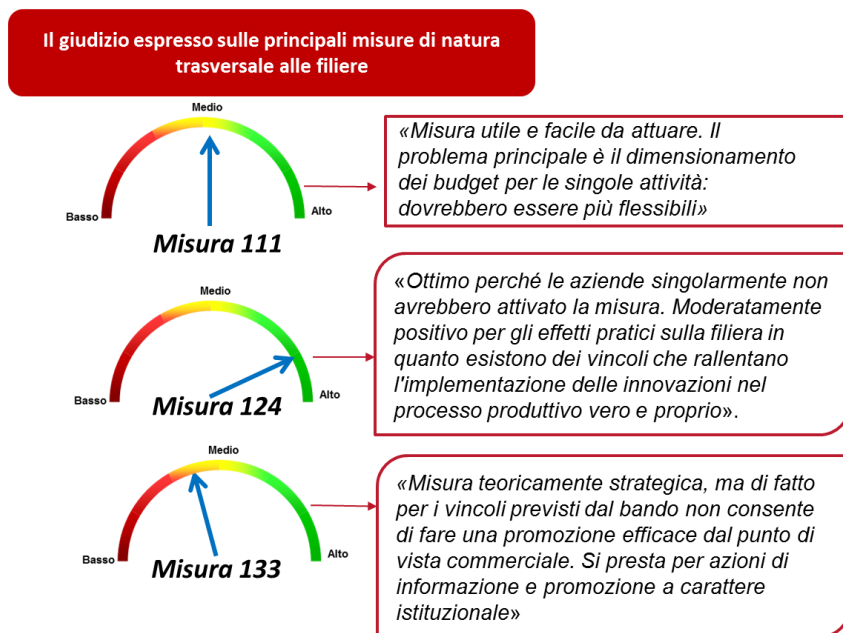 Il giudizio espresso sulle principali misure di natura
trasversale alle filiere
Medio
Basso
Alto
Misura 111
«Misura utile e facile da attuare. Il
problema principale è il dimensionamento
dei budget per le singole attività:
dovrebbero essere più flessibili»
Medio
Basso
Alto
Misura 124
«Ottimo perché le aziende singolarmente non
avrebbero attivato la misura. Moderatamente
positivo per gli effetti pratici sulla filiera in
quanto esistono dei vincoli che rallentano
l'implementazione delle innovazioni nel
processo produttivo vero e proprio».
Medio
Basso
Alto
Misura 133
«Misura teoricamente strategica, ma di fatto
per i vincoli previsti dal bando non consente
di fare una promozione efficace dal punto di
vista commerciale. Si presta per azioni di
informazione e promozione a carattere
istituzionale»